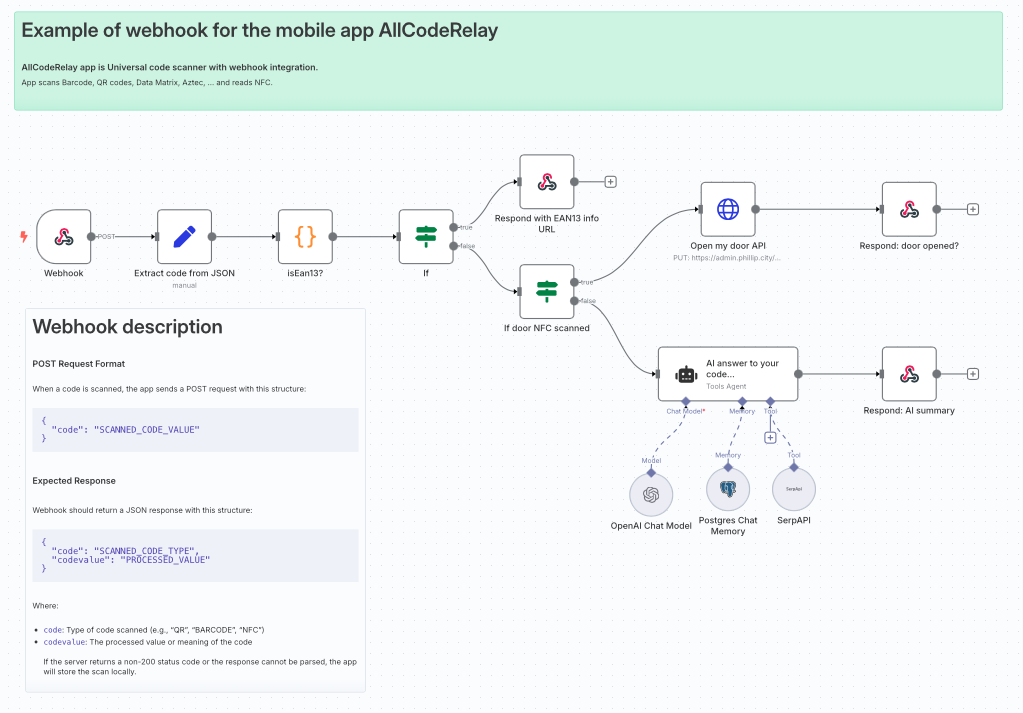 Example of webhook for the mobile app AllCodeRelay
AllCodeRelay app is Universal code scanner with webhook integration.
App scans Barcode, QR codes, Data Matrix, Aztec, ... and reads NFC.
POST
Webhook
Extract code from JSON
manual
{}
isEan13?
true
false
If
Respond with EAN13 info
URL
true
false
If door NFC scanned
Open my door API
PUT: https://admin.phillip.city/...
Respond: door opened?
AI answer to your
code...
Tools Agent
Chat Model*
Memory
Tool
Respond: AI summary
Model
Memory
Tool
SerpApi
OpenAI Chat Model
Postgres Chat
Memory
SerpAPI
Webhook description
POST Request Format
When a code is scanned, the app sends a POST request with this structure:
{
"code": "SCANNED_CODE_VALUE"
}
Expected Response
Webhook should return a JSON response with this structure:
{
"code": "SCANNED_CODE_TYPE",
"codevalue": "PROCESSED_VALUE"
}
Where:
• code: Type of code scanned (e.g., “QR”, “BARCODE”, “NFC”)
• codevalue: The processed value or meaning of the code
If the server returns a non-200 status code or the response cannot be parsed, the app
will store the scan locally.